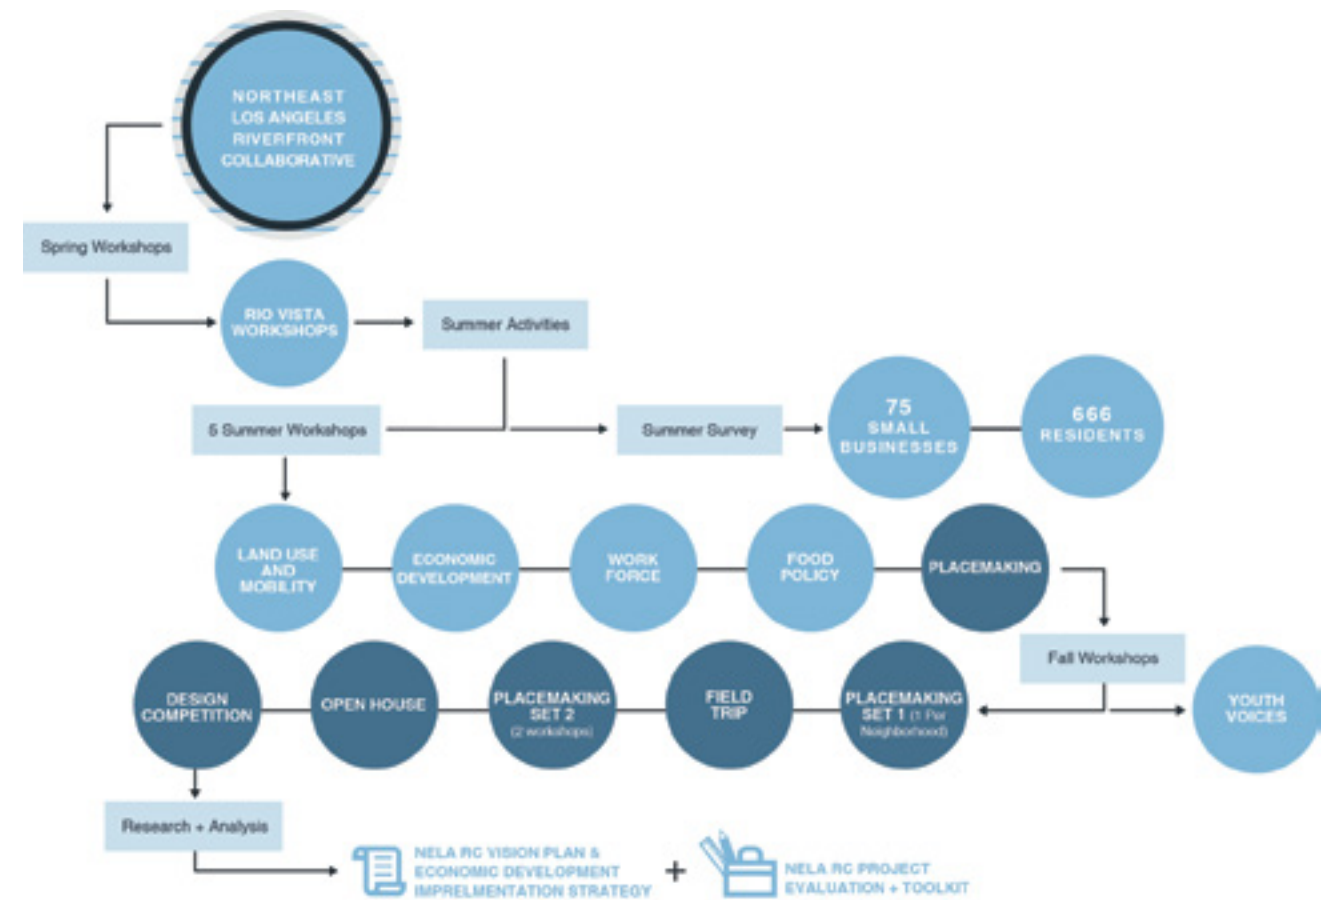 NORTHEAST
LOS ANGELES
RIVERFRONT
COLLABORATIVE
Spring Workshops
RIO VISTA
WORKSHOPS
Summer Activities
5 Summer Workshops
Summer Survey
75
SMALL
BUSINESSES
666
RESIDENTS
LAND USE
AND
MOBILITY
ECONOMIC
DEVELOPMENT
WORK
FORCE
FOOD
POLICY
PLACEMAKING
Fall Workshops
DESIGN
COMPETITION
OPEN HOUSE
PLACEMAKING
SET 2
(2 workshops)
FIELD
TRIP
PLACEMAKING
SET 1 (1 Per
Neighborhood)
YOUTH
VOICES
Research + Analysis
NELA RC VISION PLAN &
ECONOMIC DEVELOPMENT
IMPRELMENTATION STRATEGY
+
NELA RC PROJECT
EVALUATION + TOOLKIT